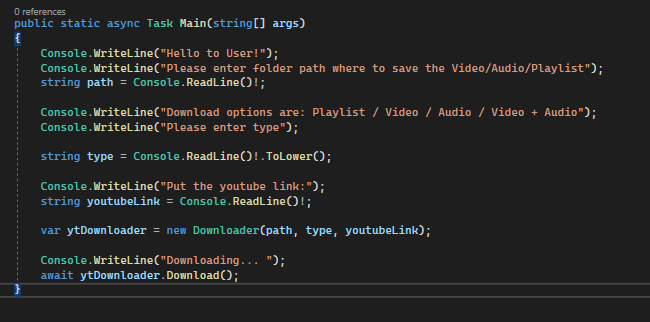 0 references
public static async Task Main(string[] args)
{
Console.WriteLine("Hello to User!");
Console.WriteLine("Please enter folder path where to save the Video/Audio/Playlist");
string path = Console.ReadLine()!;
Console.WriteLine("Download options are: Playlist / Video / Audio / Video + Audio");
Console.WriteLine("Please enter type");
string type = Console.ReadLine()!.ToLower();
Console.WriteLine("Put the youtube link:");
string youtubeLink = Console.ReadLine()!;
var ytDownloader = new Downloader(path, type, youtubeLink);
Console.WriteLine("Downloading... ");
await ytDownloader.Download();
}